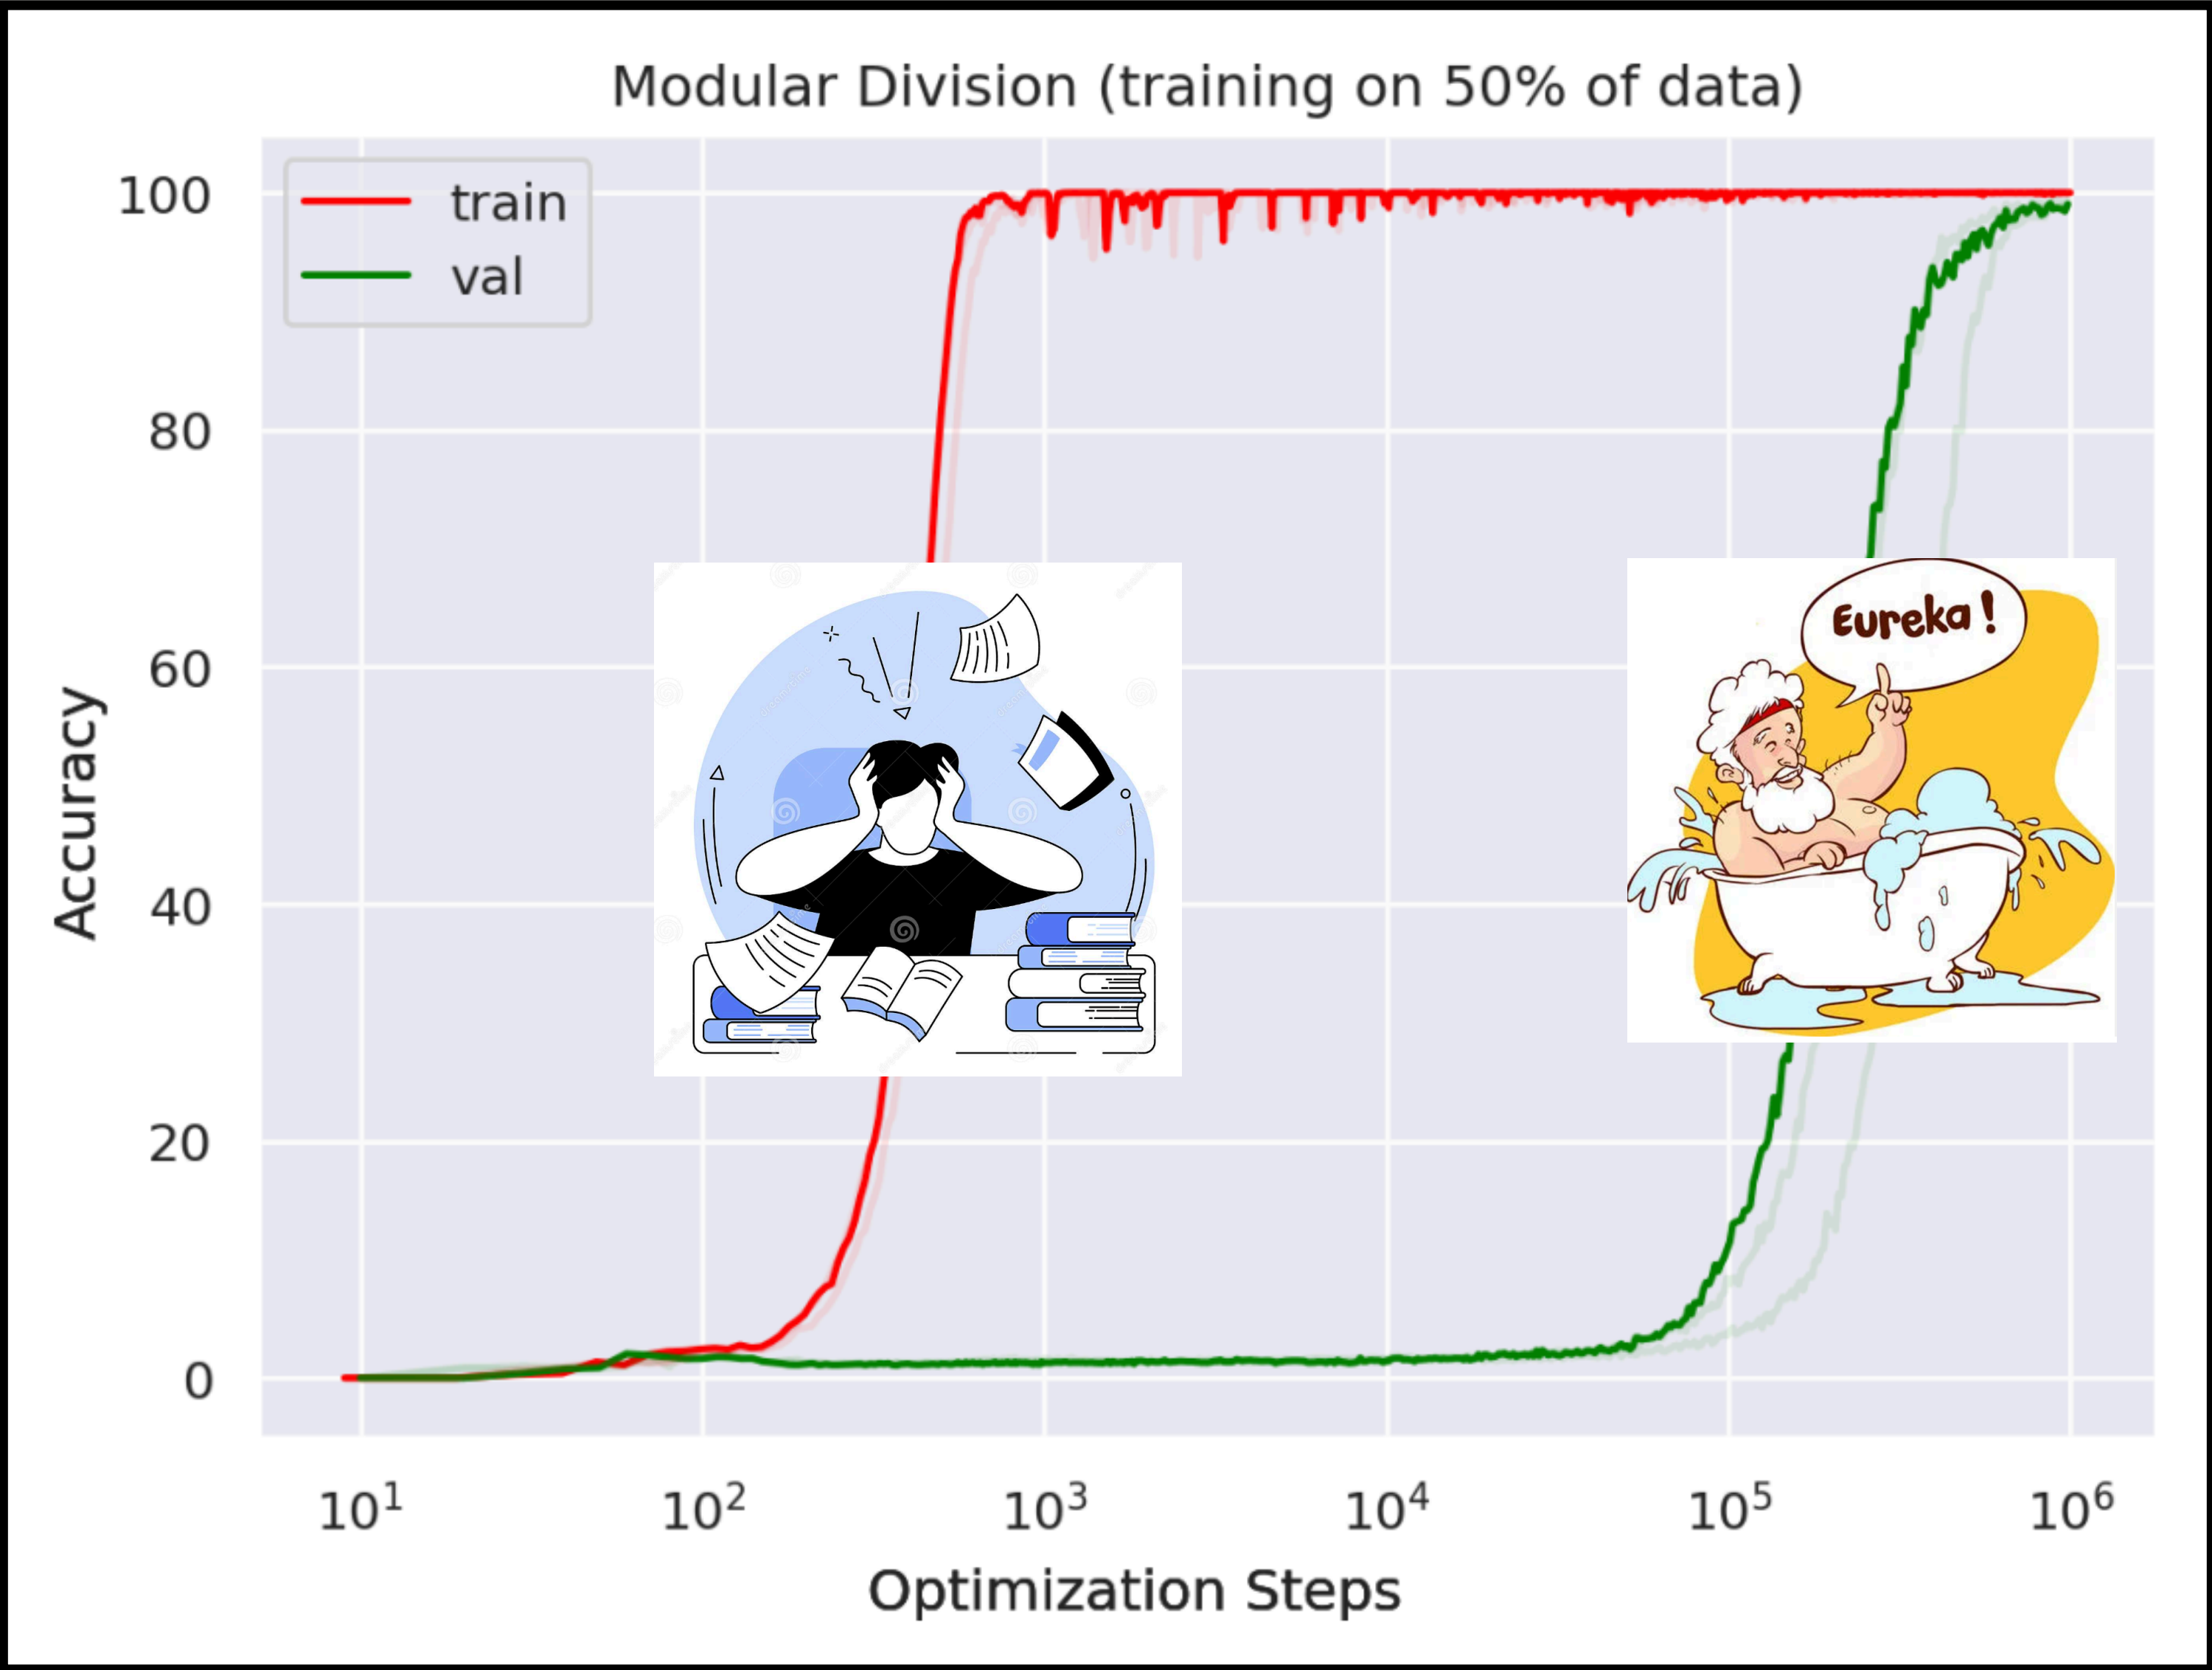 Modular Division (training on 50% of data)
train
val
100
80
60
40
20
0
Accuracy
Eureka !
10¹
10²
10³
10⁴
10⁵
10⁶
Optimization Steps